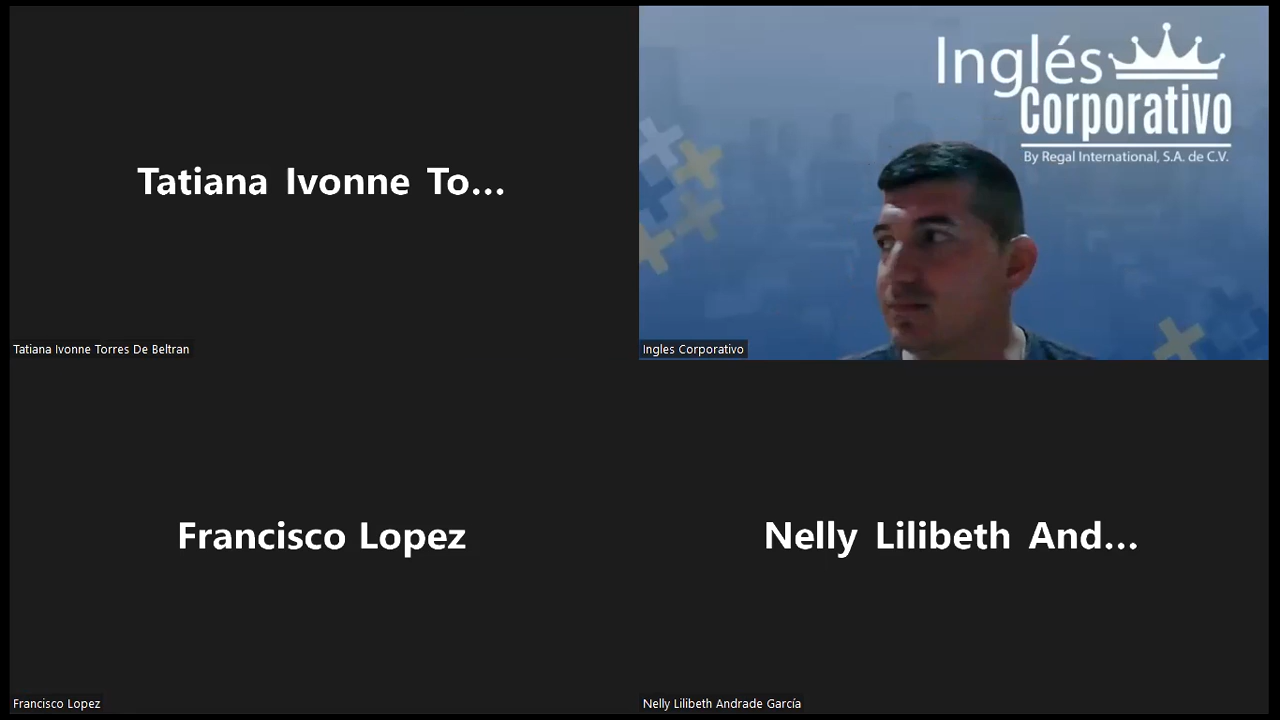 Tatiana Ivonne To...
Tatiana Ivonne Torres De Beltran
Inglés
Corporativo
By Regal International, S.A. de C.V.
Ingles Corporativo
Francisco Lopez
Francisco Lopez
Nelly Lilibeth And...
Nelly Lilibeth Andrade García